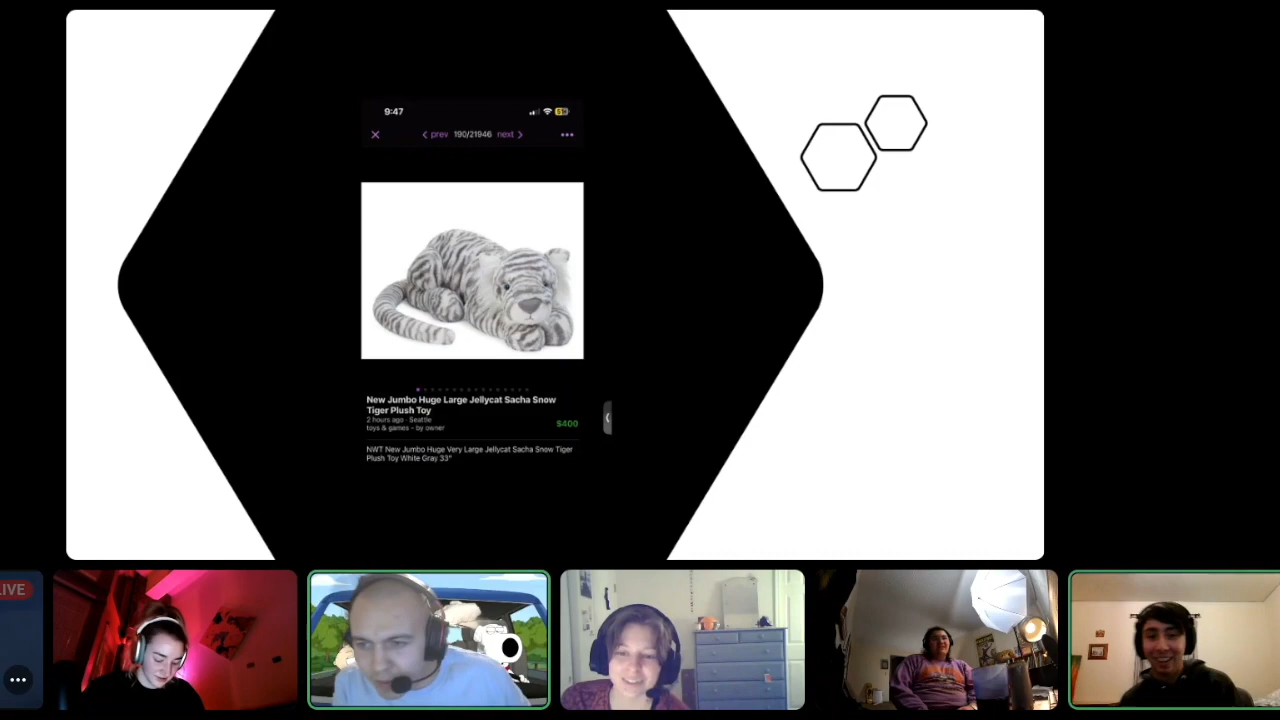 9:47
prev 190/21946 next
New Jumbo Huge Large Jellycat Sacha Snow
Tiger Plush Toy
2 hours ago · Seattle
toys & games - by owner
$400
NWT New Jumbo Huge Very Large Jellycat Sacha Snow Tiger
Plush Toy White Gray 33"
LIVE